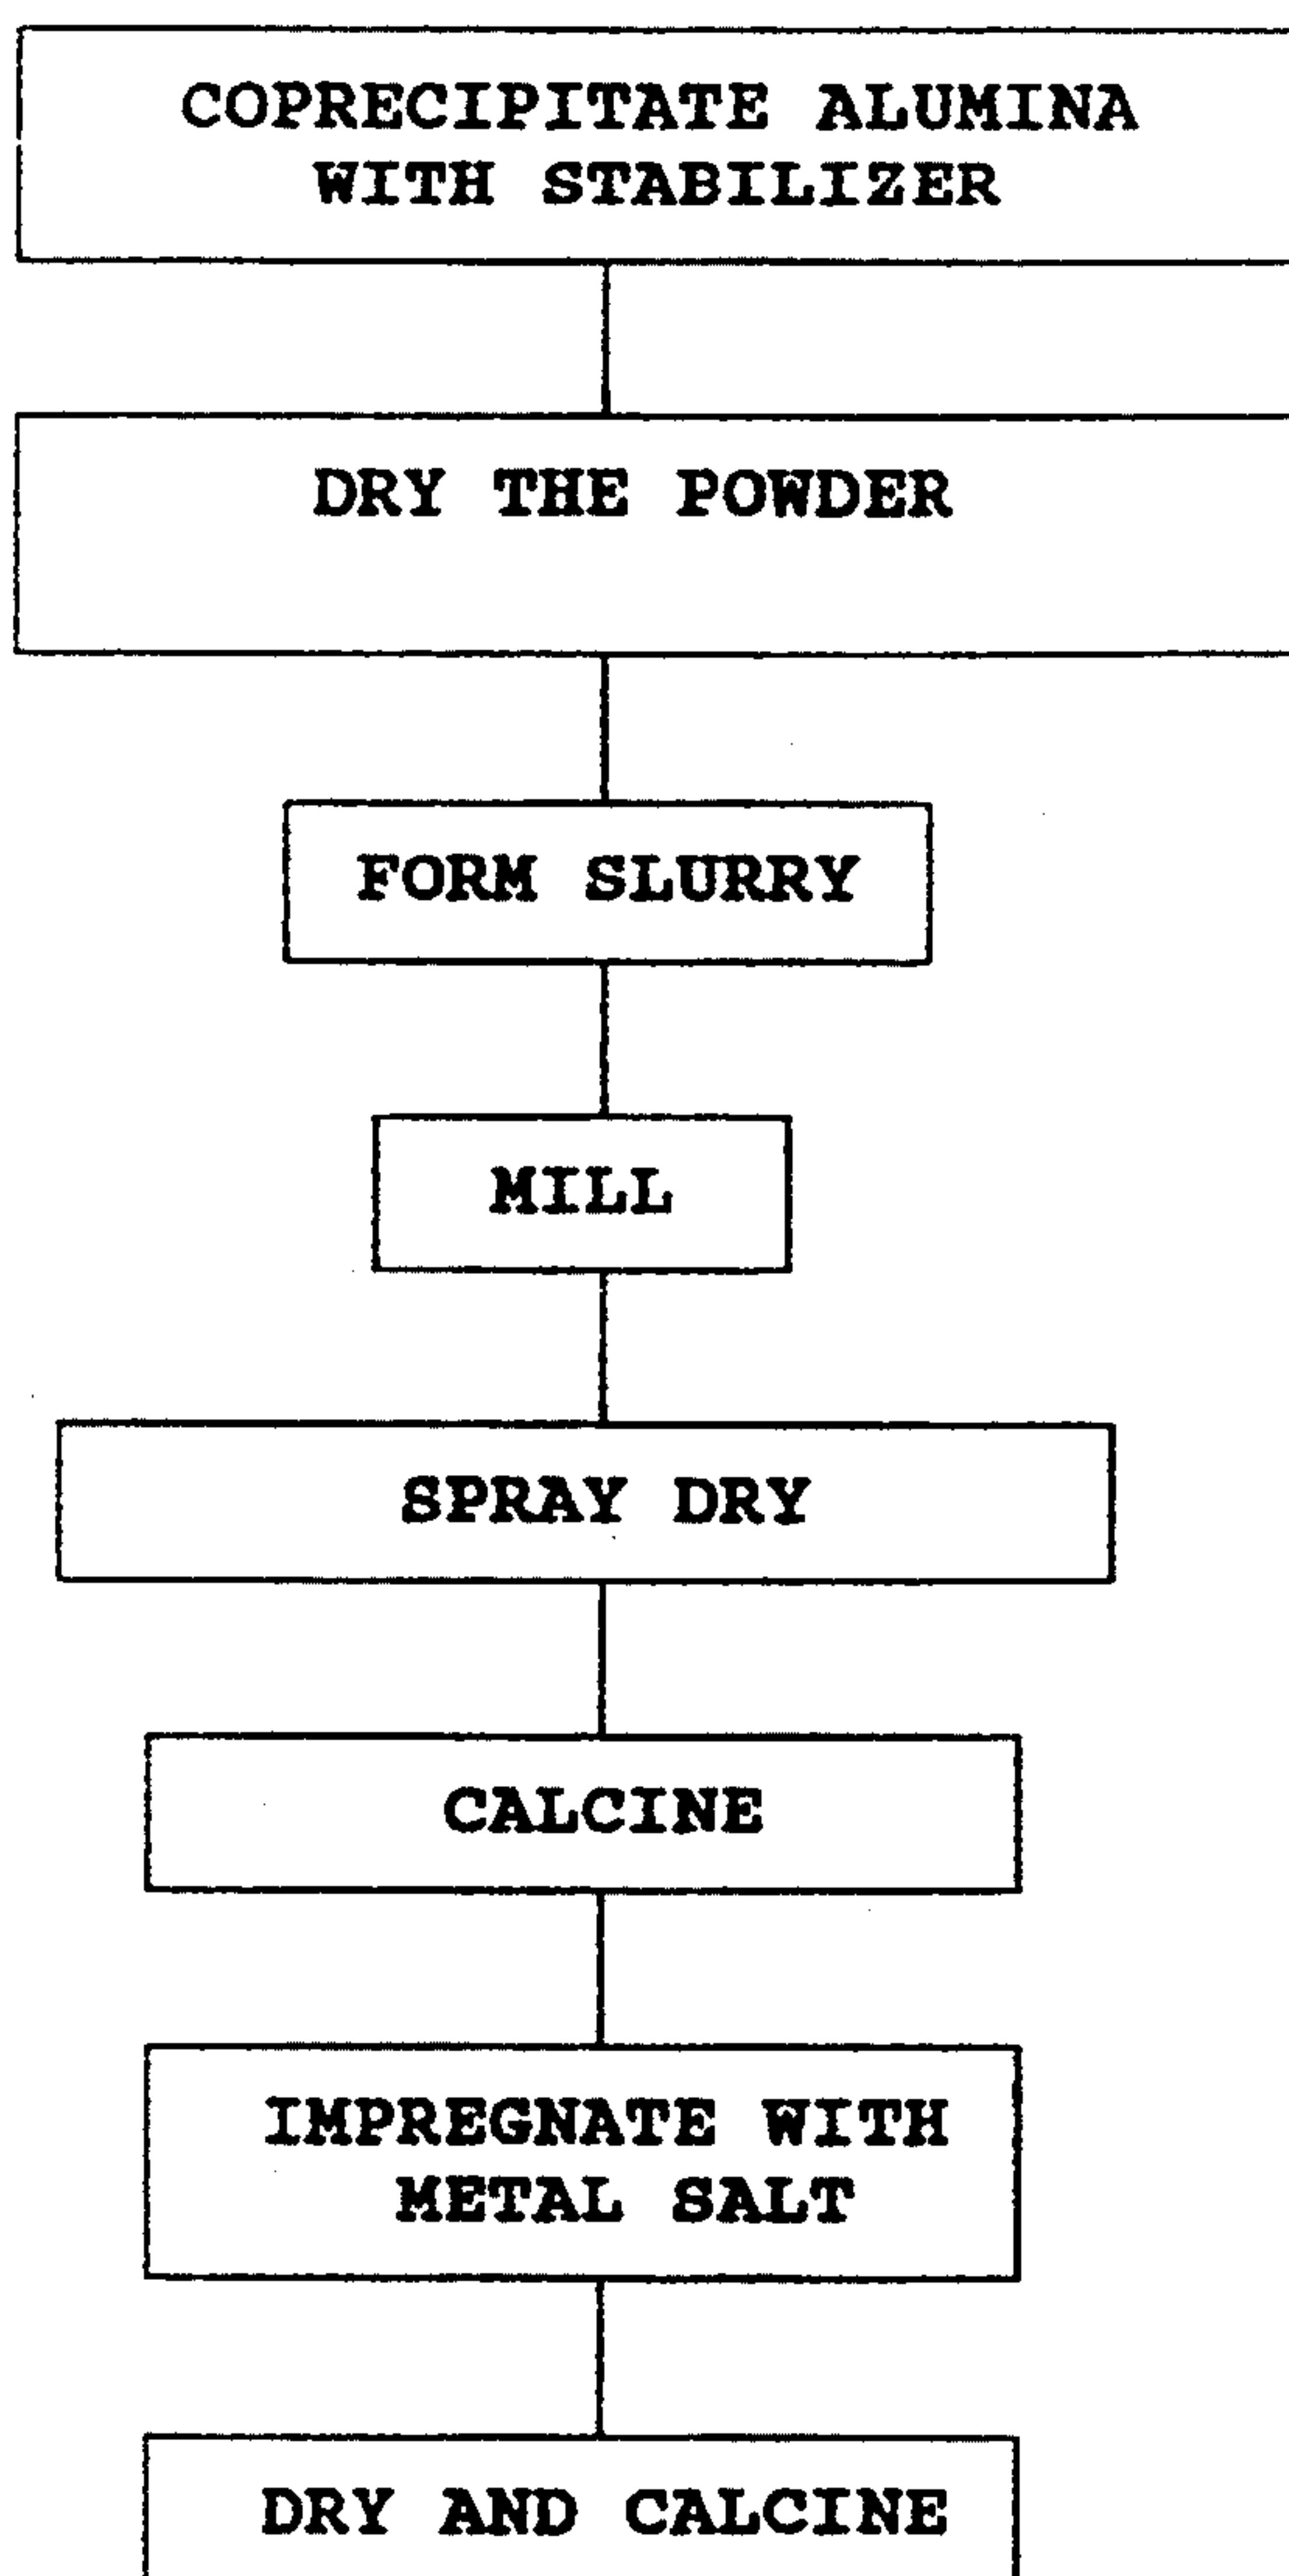 COPRECIPITATE ALUMINA
WITH STABILIZER
DRY THE POWDER
FORM SLURRY
MILL
SPRAY DRY
CALCINE
IMPREGNATE WITH
METAL SALT
DRY AND CALCINE